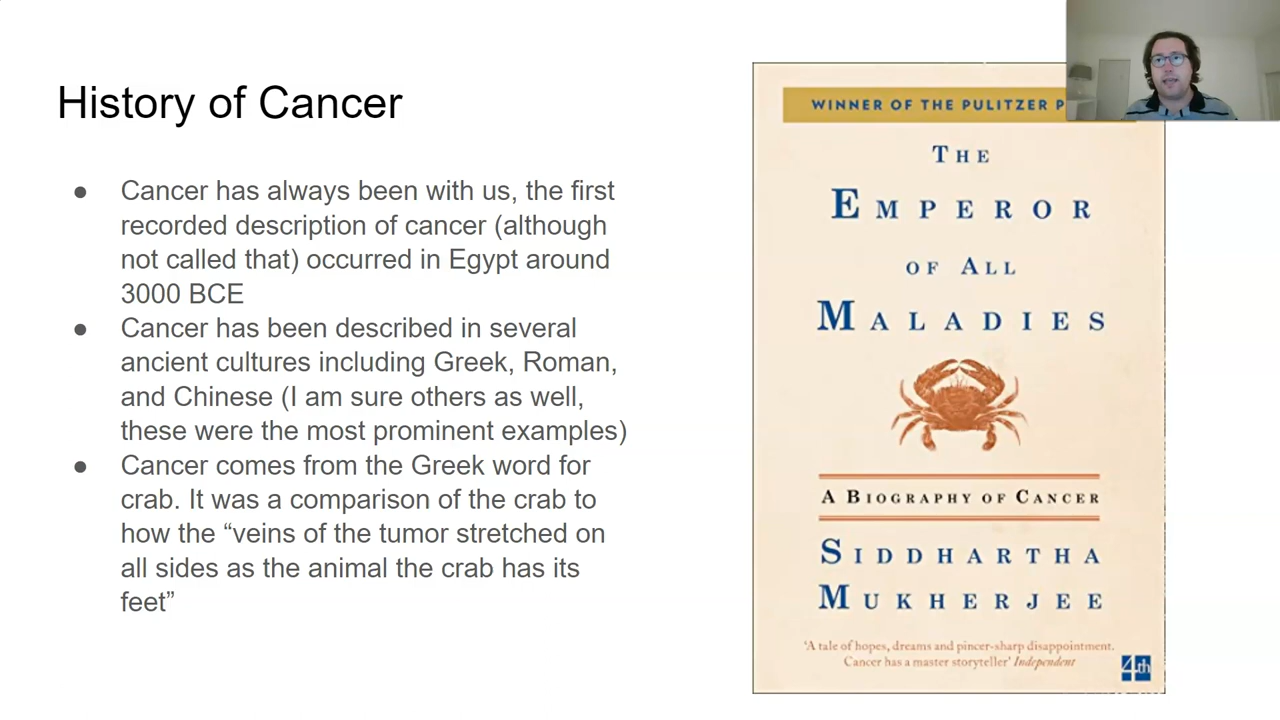 History of Cancer
● Cancer has always been with us, the first
recorded description of cancer (although
not called that) occurred in Egypt around
3000 BCE
● Cancer has been described in several
ancient cultures including Greek, Roman,
and Chinese (I am sure others as well,
these were the most prominent examples)
● Cancer comes from the Greek word for
crab. It was a comparison of the crab to
how the “veins of the tumor stretched on
all sides as the animal the crab has its
feet”
WINNER OF THE PULITZER P
THE
EMPEROR
OF ALL
MALADIES
A BIOGRAPHY OF CANCER
SIDDHARTHA
MUKHERJEE
‘A tale of hopes, dreams and pincer-sharp disappointment.
Cancer has a master storyteller’ Independent
4th